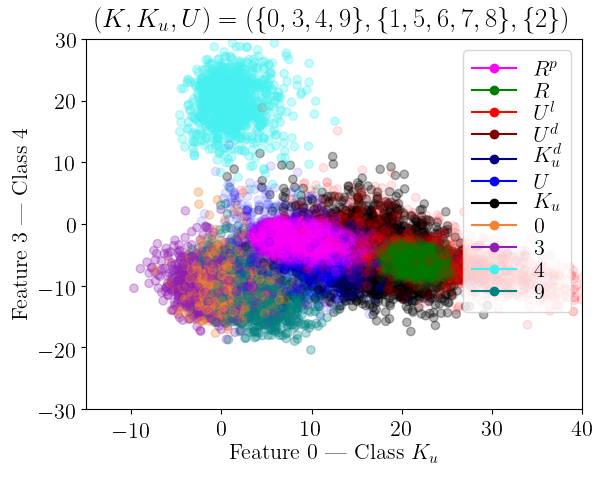 (K, K_u, U) = ({0, 3, 4, 9}, {1, 5, 6, 7, 8}, {2})
30
20
10
0
−10
−20
−30
Feature 3 — Class 4
R^p
R
U^l
U^d
K_u^d
U
K_u
0
3
4
9
−10
0
10
20
30
40
Feature 0 — Class K_u